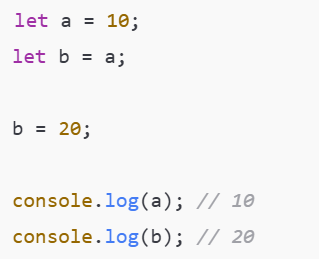 let a = 10;
let b = a;
b = 20;
console.log(a); // 10
console.log(b); // 20